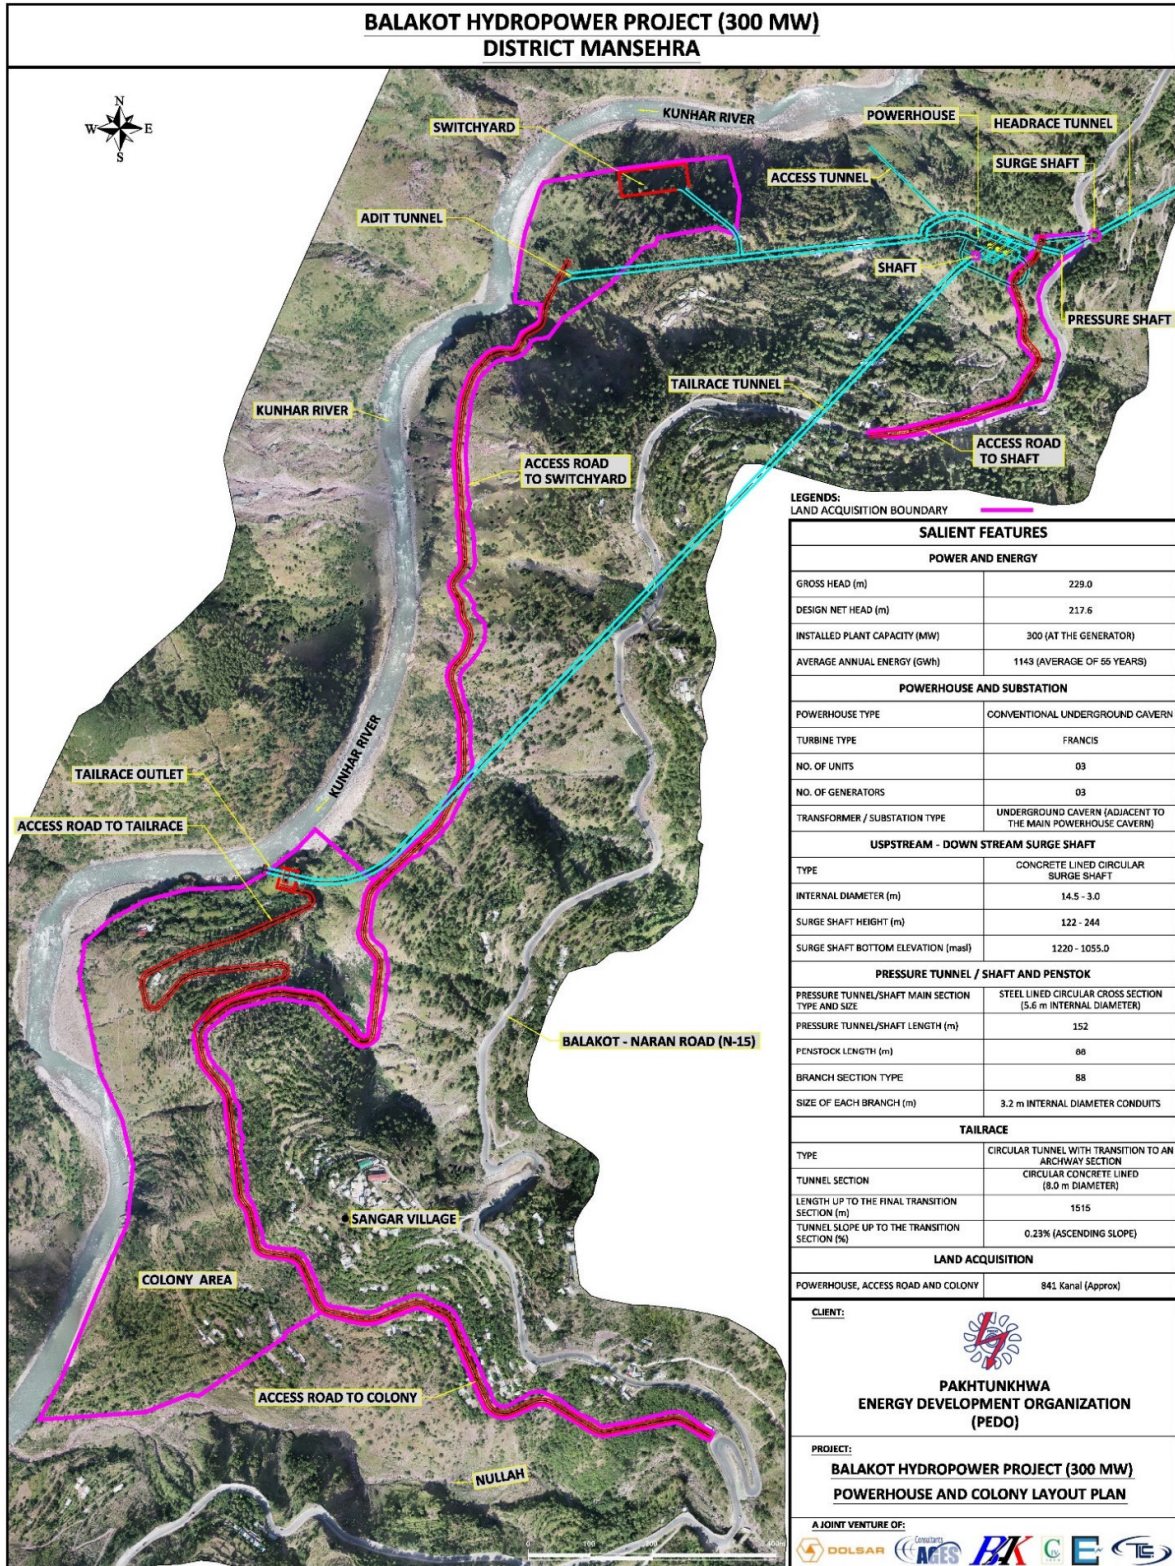 BALAKOT HYDROPOWER PROJECT (300 MW)
DISTRICT MANSEHRA
N
W E
S
KUNHAR RIVER
SWITCHYARD
POWERHOUSE
HEADRACE TUNNEL
SURGE SHAFT
ACCESS TUNNEL
ADIT TUNNEL
SHAFT
PRESSURE SHAFT
TAILRACE TUNNEL
KUNHAR RIVER
ACCESS ROAD
TO SHAFT
ACCESS ROAD
TO SWITCHYARD
KUNHAR RIVER
TAILRACE OUTLET
ACCESS ROAD TO TAILRACE
BALAKOT - NARAN ROAD (N-15)
SANGAR VILLAGE
COLONY AREA
ACCESS ROAD TO COLONY
NULLAH
0 100 200 400m
LEGENDS:
LAND ACQUISITION BOUNDARY
SALIENT FEATURES
POWER AND ENERGY
GROSS HEAD (m) 229.0
DESIGN NET HEAD (m) 217.6
INSTALLED PLANT CAPACITY (MW) 300 (AT THE GENERATOR)
AVERAGE ANNUAL ENERGY (GWh) 1143 (AVERAGE OF 55 YEARS)
POWERHOUSE AND SUBSTATION
POWERHOUSE TYPE CONVENTIONAL UNDERGROUND CAVERN
TURBINE TYPE FRANCIS
NO. OF UNITS 03
NO. OF GENERATORS 03
TRANSFORMER / SUBSTATION TYPE UNDERGROUND CAVERN (ADJACENT TO
THE MAIN POWERHOUSE CAVERN)
USPSTREAM - DOWN STREAM SURGE SHAFT
TYPE CONCRETE LINED CIRCULAR
SURGE SHAFT
INTERNAL DIAMETER (m) 14.5 - 3.0
SURGE SHAFT HEIGHT (m) 122 - 244
SURGE SHAFT BOTTOM ELEVATION (masl) 1220 - 1055.0
PRESSURE TUNNEL / SHAFT AND PENSTOK
PRESSURE TUNNEL/SHAFT MAIN SECTION STEEL LINED CIRCULAR CROSS SECTION
TYPE AND SIZE (5.6 m INTERNAL DIAMETER)
PRESSURE TUNNEL/SHAFT LENGTH (m) 152
PENSTOCK LENGTH (m) 88
BRANCH SECTION TYPE 88
SIZE OF EACH BRANCH (m) 3.2 m INTERNAL DIAMETER CONDUITS
TAILRACE
TYPE CIRCULAR TUNNEL WITH TRANSITION TO AN
ARCHWAY SECTION
TUNNEL SECTION CIRCULAR CONCRETE LINED
(8.0 m DIAMETER)
LENGTH UP TO THE FINAL TRANSITION
SECTION (m) 1515
TUNNEL SLOPE UP TO THE TRANSITION
SECTION (%) 0.23% (ASCENDING SLOPE)
LAND ACQUISITION
POWERHOUSE, ACCESS ROAD AND COLONY 841 Kanal (Approx)
CLIENT:
PAKHTUNKHWA
ENERGY DEVELOPMENT ORGANIZATION
(PEDO)
PROJECT:
BALAKOT HYDROPOWER PROJECT (300 MW)
POWERHOUSE AND COLONY LAYOUT PLAN
A JOINT VENTURE OF:
DOLSAR
Consultants
AGES